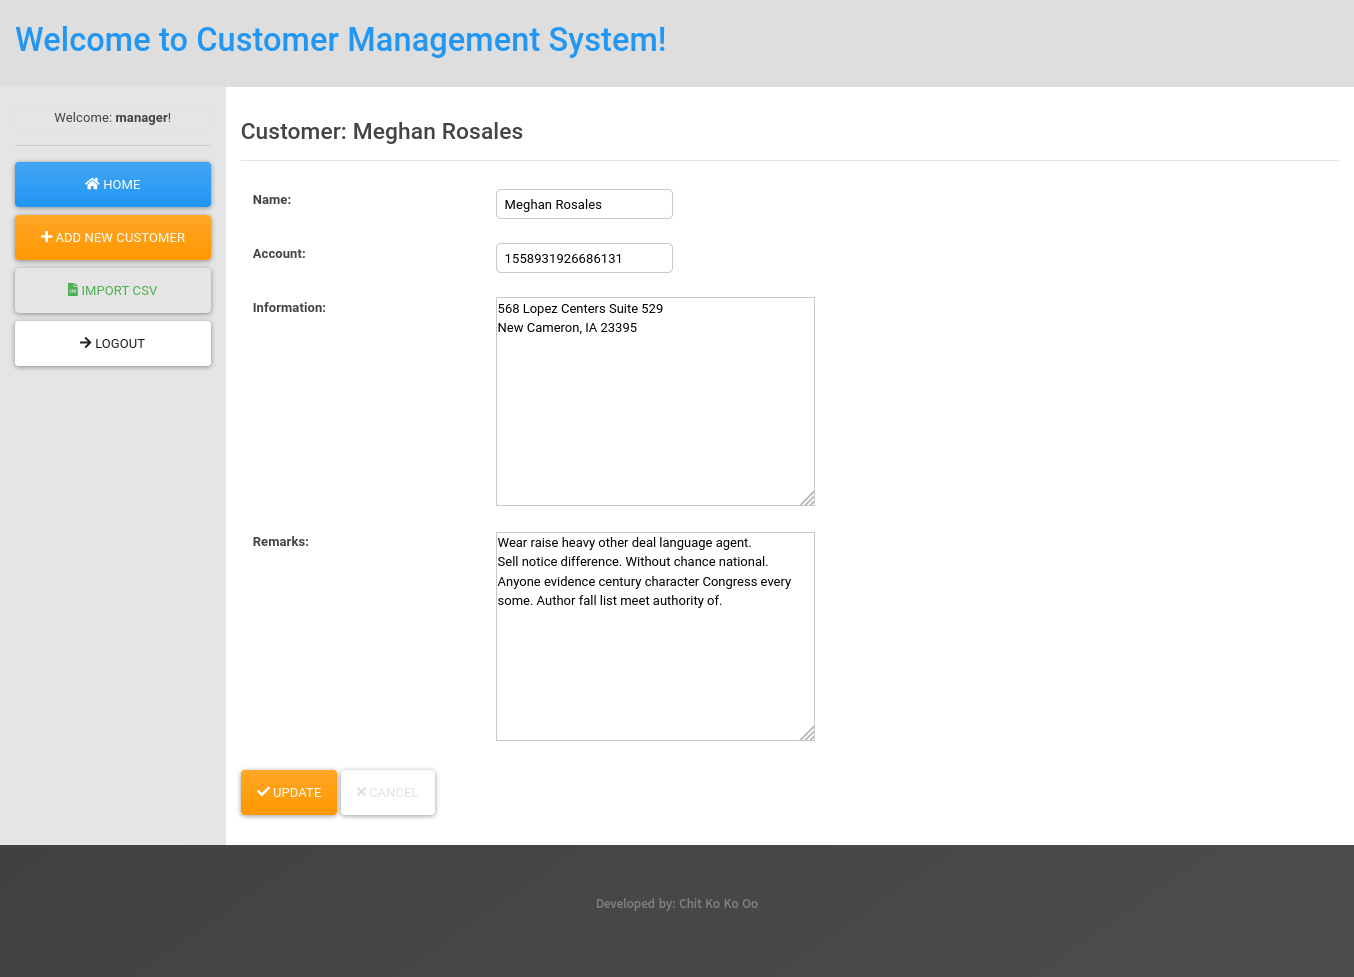 Welcome to Customer Management System!
Welcome: manager!
HOME
ADD NEW CUSTOMER
IMPORT CSV
LOGOUT
Customer: Meghan Rosales
Name:
Meghan Rosales
Account:
1558931926686131
Information:
568 Lopez Centers Suite 529
New Cameron, IA 23395
Remarks:
Wear raise heavy other deal language agent.
Sell notice difference. Without chance national.
Anyone evidence century character Congress every
some. Author fall list meet authority of.
UPDATE
CANCEL
Developed by: Chit Ko Ko Oo